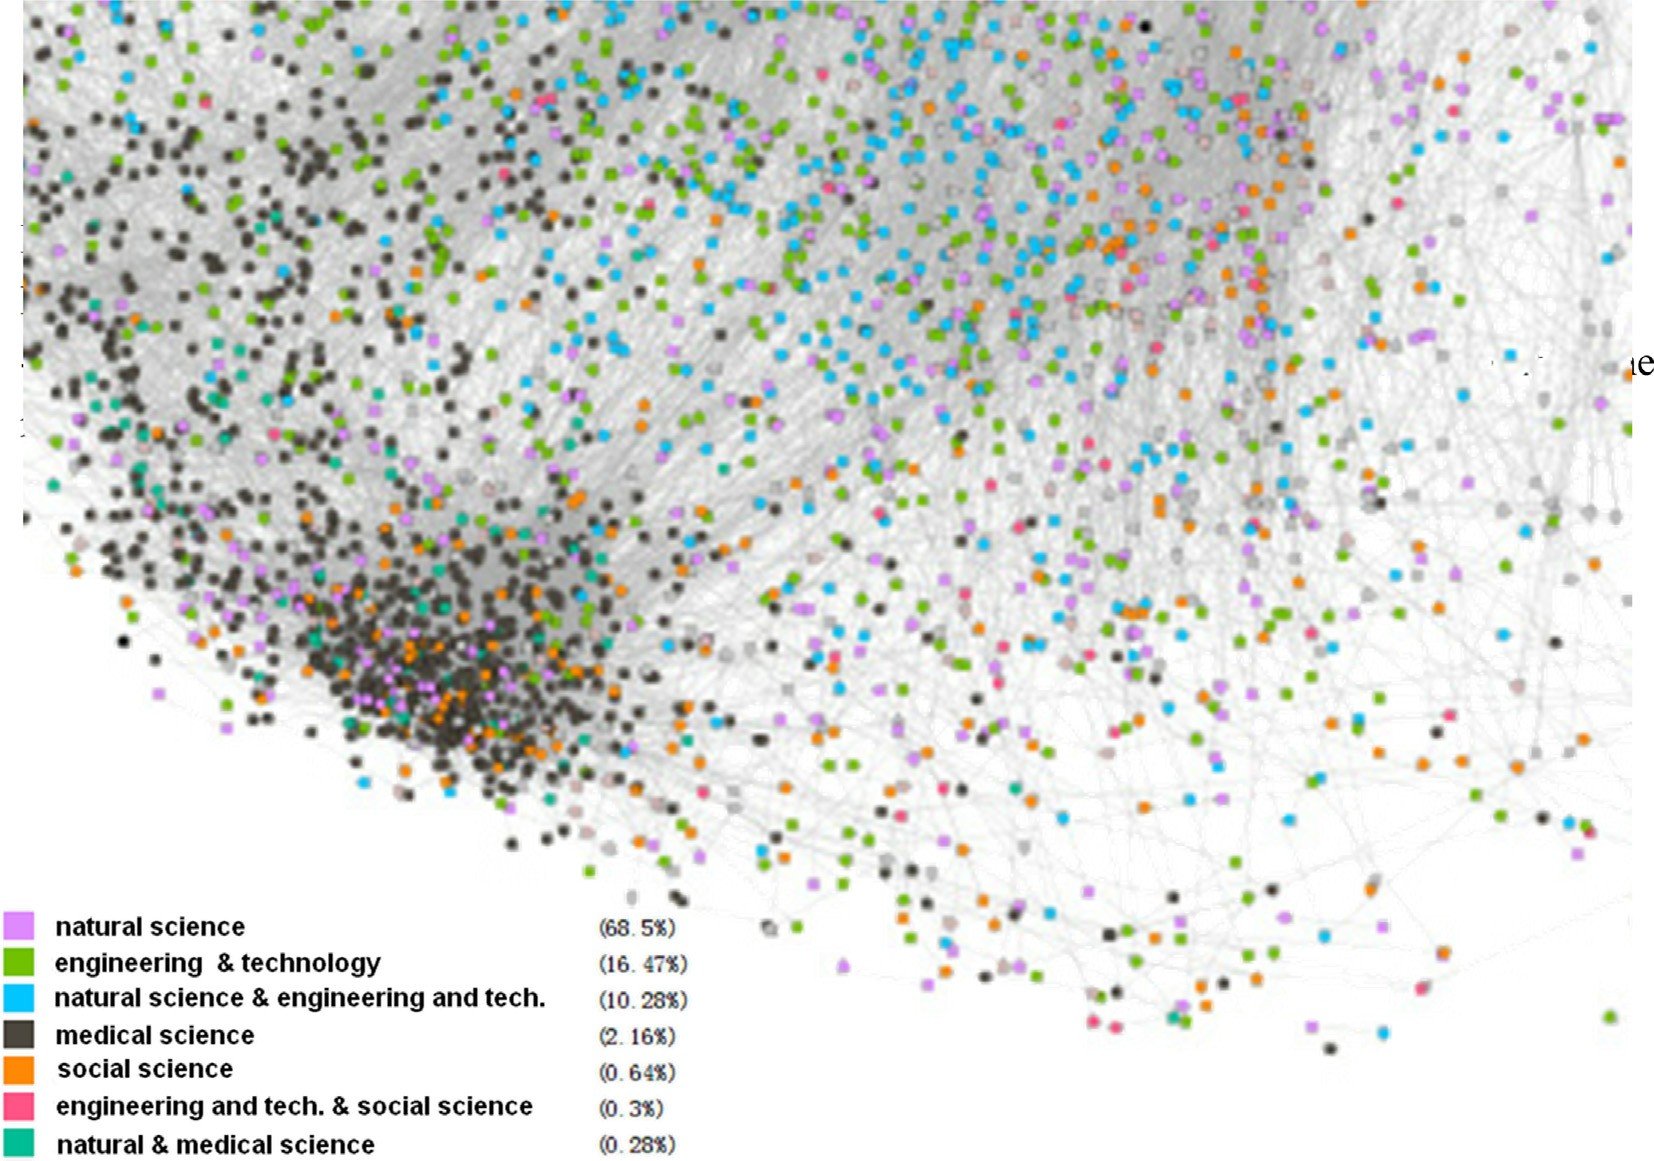 ne
natural science (68.5%)
engineering & technology (16.47%)
natural science & engineering and tech. (10.28%)
medical science (2.16%)
social science (0.64%)
engineering and tech. & social science (0.3%)
natural & medical science (0.28%)